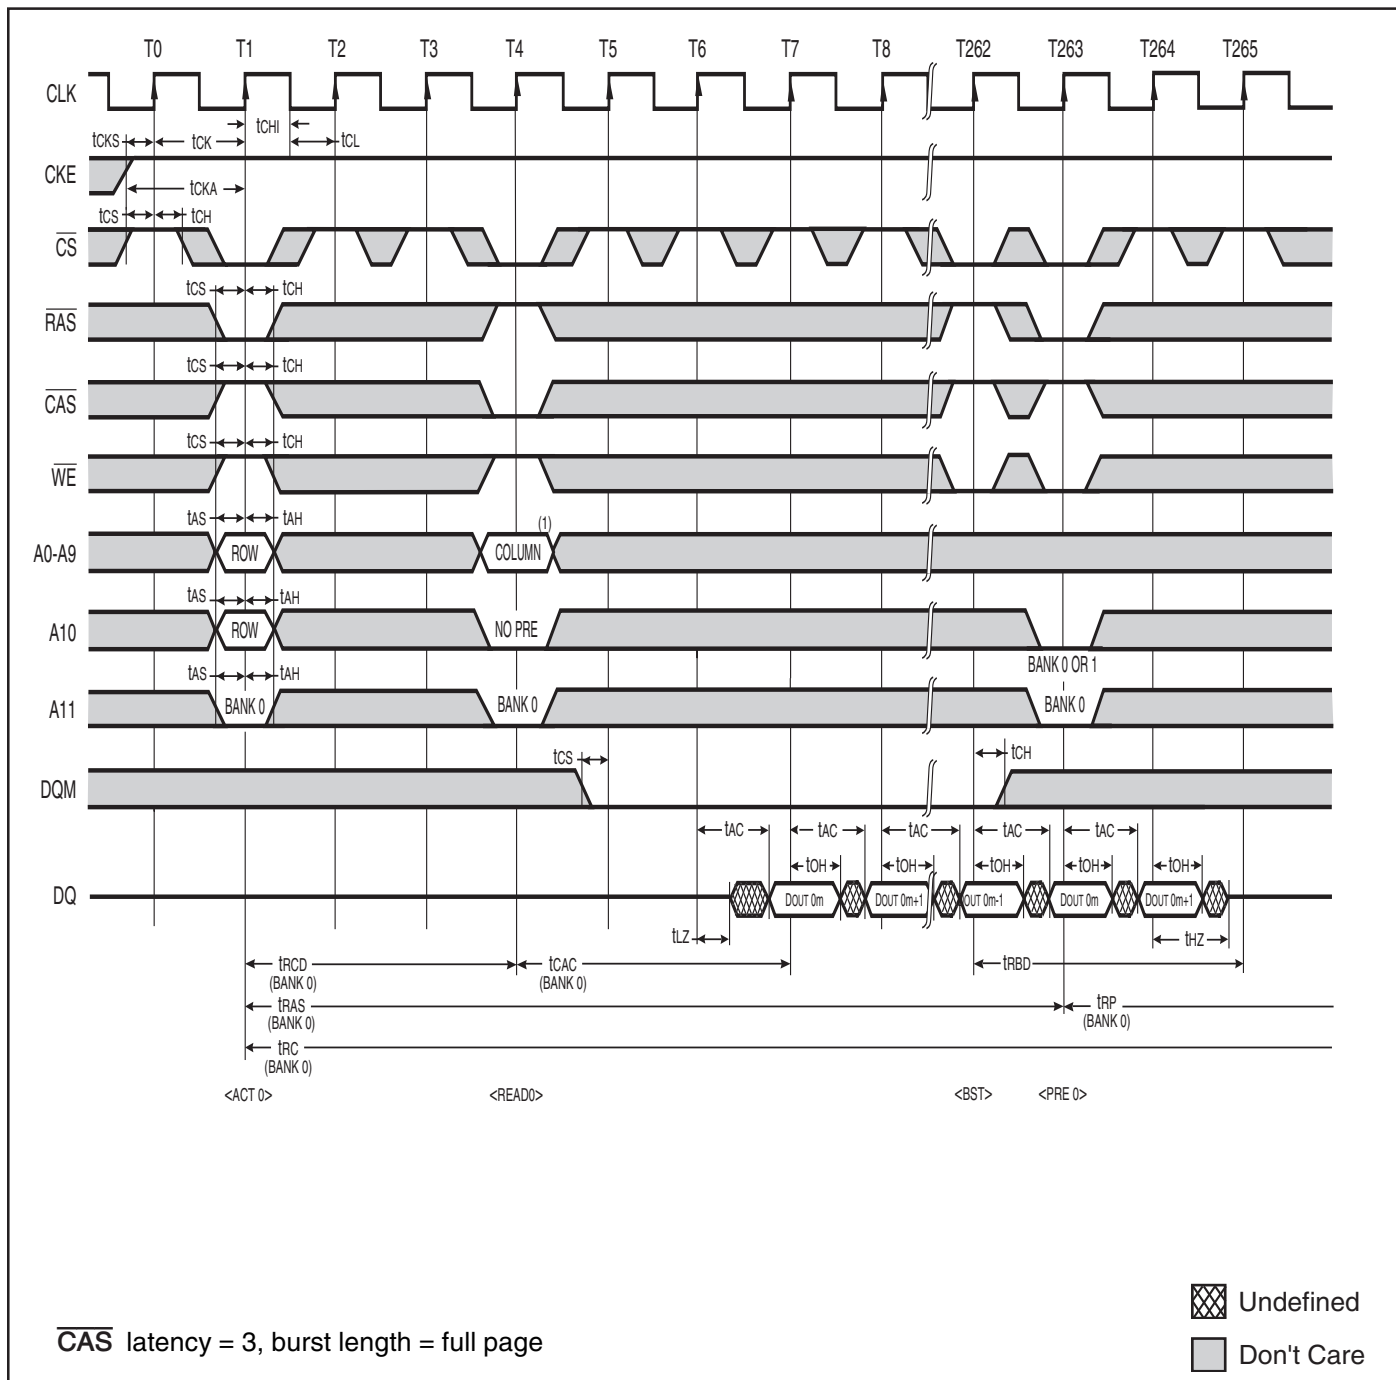 T0 T1 T2 T3 T4 T5 T6 T7 T8 T262 T263 T264 T265
CLK
tCHI
tCKS tCK tCL
CKE
tCKA
tCS tCH
CS
tCS tCH
RAS
tCS tCH
CAS
tCS tCH
WE
tAS tAH
(1)
A0-A9 ROW COLUMN
tAS tAH
A10 ROW NO PRE
BANK 0 OR 1
tAS tAH
A11 BANK 0 BANK 0 BANK 0
tCS tCH
DQM
tAC tAC tAC tAC tAC
tOH tOH tOH tOH tOH
DQ DOUT 0m DOUT 0m+1 OUT 0m-1 DOUT 0m DOUT 0m+1
tLZ tHZ
tRCD tCAC tRBD
(BANK 0) (BANK 0)
tRAS tRP
(BANK 0) (BANK 0)
tRC
(BANK 0)
<ACT 0> <READ0> <BST> <PRE 0>
Undefined
CAS latency = 3, burst length = full page
Don't Care